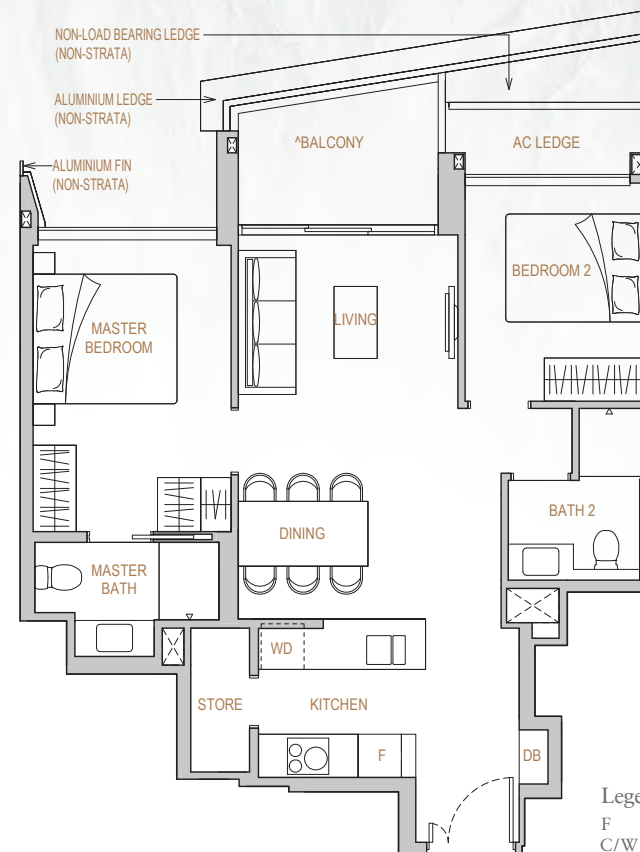 NON-LOAD BEARING LEDGE
(NON-STRATA)
ALUMINIUM LEDGE
(NON-STRATA)
ALUMINIUM FIN
(NON-STRATA)
^BALCONY
AC LEDGE
BEDROOM 2
MASTER
BEDROOM
LIVING
DINING
BATH 2
MASTER
BATH
WD
STORE
KITCHEN
F
DB
F
C/W